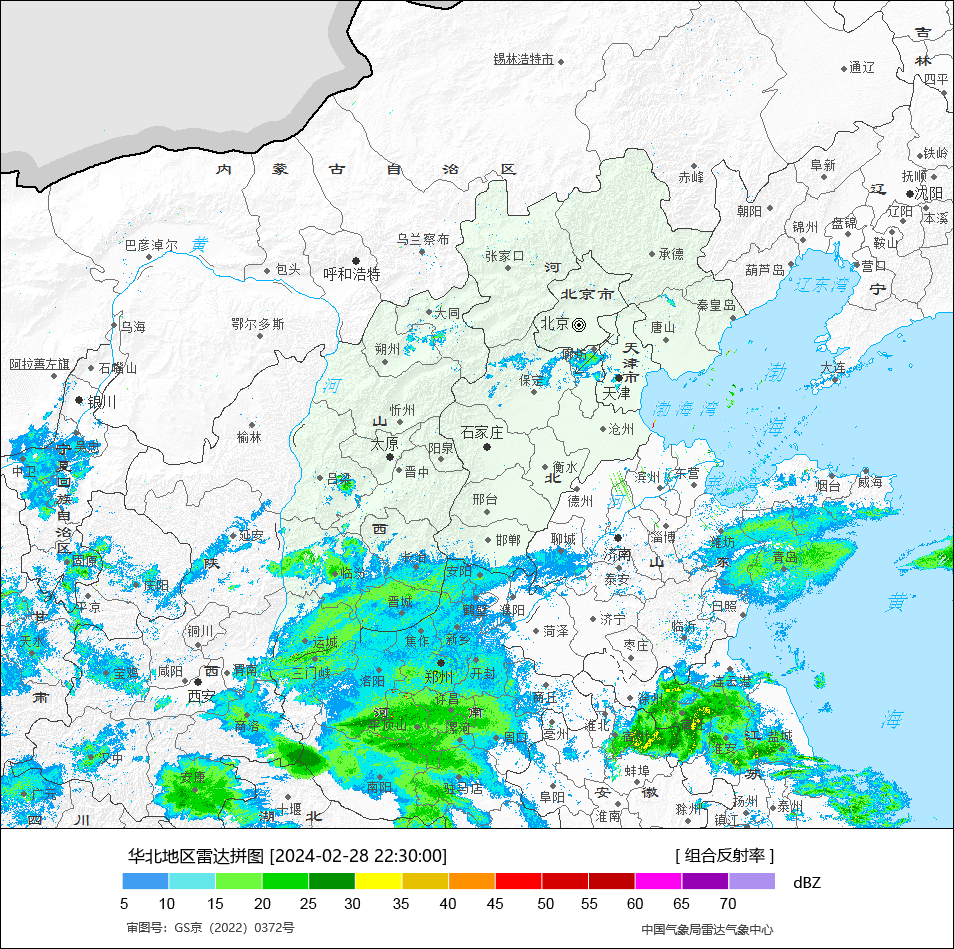 吉
锡林浩特市
林
通辽
四平
铁岭
内 蒙 古 自 治 区
阜新
赤峰
抚顺
辽
沈阳
朝阳
辽阳
本溪
锦州
盘锦
鞍山
巴彦淖尔
黄
乌兰察布
张家口
承德
包头
呼和浩特
河
葫芦岛
营口
辽东湾
宁
北京市
秦皇岛
大同
乌海
鄂尔多斯
北京
唐山
朔州
天
津
市
阿拉善左旗
石嘴山
大连
渤
保定
河
天津
银川
渤海湾
忻州
山
海
沧州
榆林
太原
石家庄
阳泉
中卫
晋中
衡水
吕梁
北
滨州
东营
烟台
威海
宁
夏
回
族
自
治
区
德州
邢台
西
延安
邯郸
聊城
济南
淄博
潍坊
固原
陕
山
东
青岛
临汾
安阳
泰安
庆阳
晋城
鹤壁
濮阳
日照
黄
平凉
甘
济宁
铜川
菏泽
临沂
天水
运城
焦作
新乡
枣庄
宝鸡
咸阳
西
渭南
三门峡
洛阳
郑州
开封
西安
肃
连云港
商丘
许昌
河
南
商洛
平顶山
漯河
周口
亳州
淮北
江
盐城
海
淮安
汉中
安康
南阳
驻马店
蚌埠
苏
广元
阜阳
安 徽
十堰
湖 北
淮南
滁州
扬州
泰州
镇江
四 川
华北地区雷达拼图 [2024-02-28 22:30:00]
[ 组合反射率 ]
dBZ
5 10 15 20 25 30 35 40 45 50 55 60 65 70
审图号：GS京（2022）0372号
中国气象局雷达气象中心